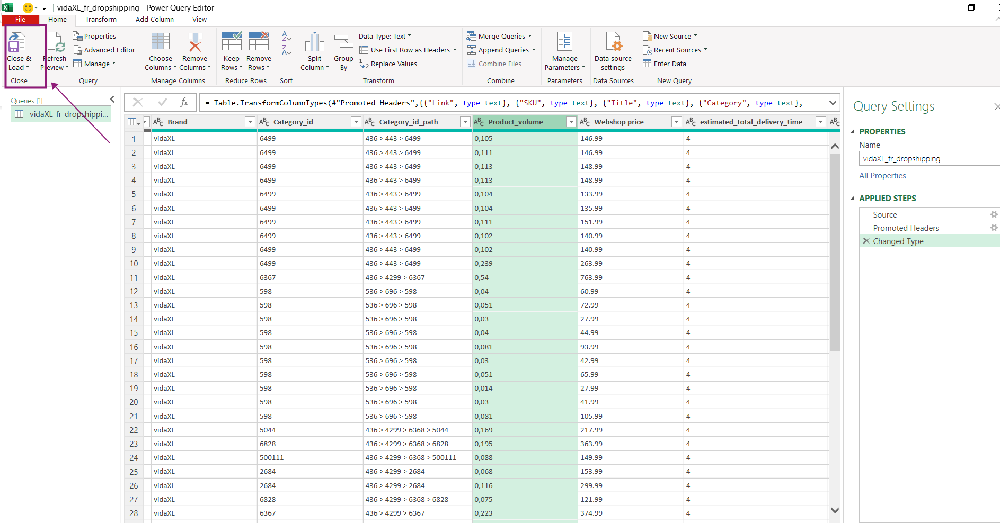 vidaXL_fr_dropshipping - Power Query Editor
File Home Transform Add Column View
Close & Load
Refresh Preview
Properties
Advanced Editor
Manage
Choose Columns
Remove Columns
Keep Rows
Remove Rows
A Z
Z A
Split Column
Group By
Data Type: Text
Use First Row as Headers
1 2 Replace Values
Merge Queries
Append Queries
Combine Files
Manage Parameters
Data source settings
New Source
Recent Sources
Enter Data
Close Query Manage Columns Reduce Rows Sort Transform Combine Parameters Data Sources New Query
Queries [1]
vidaXL_fr_dropshippi...
fx = Table.TransformColumnTypes(#"Promoted Headers",{{"Link", type text}, {"SKU", type text}, {"Title", type text}, {"Category", type text},
ABC Brand ABC Category_id ABC Category_id_path ABC Product_volume ABC Webshop price ABC estimated_total_delivery_time ABC
1 vidaXL 6499 436 > 443 > 6499 0,105 146.99 4
2 vidaXL 6499 436 > 443 > 6499 0,111 146.99 4
3 vidaXL 6499 436 > 443 > 6499 0,113 148.99 4
4 vidaXL 6499 436 > 443 > 6499 0,113 148.99 4
5 vidaXL 6499 436 > 443 > 6499 0,104 133.99 4
6 vidaXL 6499 436 > 443 > 6499 0,104 135.99 4
7 vidaXL 6499 436 > 443 > 6499 0,111 151.99 4
8 vidaXL 6499 436 > 443 > 6499 0,102 140.99 4
9 vidaXL 6499 436 > 443 > 6499 0,102 140.99 4
10 vidaXL 6499 436 > 443 > 6499 0,239 263.99 4
11 vidaXL 6367 436 > 4299 > 6367 0,54 763.99 4
12 vidaXL 598 536 > 696 > 598 0,04 60.99 4
13 vidaXL 598 536 > 696 > 598 0,051 72.99 4
14 vidaXL 598 536 > 696 > 598 0,03 27.99 4
15 vidaXL 598 536 > 696 > 598 0,04 44.99 4
16 vidaXL 598 536 > 696 > 598 0,081 93.99 4
17 vidaXL 598 536 > 696 > 598 0,03 42.99 4
18 vidaXL 598 536 > 696 > 598 0,051 65.99 4
19 vidaXL 598 536 > 696 > 598 0,014 27.99 4
20 vidaXL 598 536 > 696 > 598 0,03 41.99 4
21 vidaXL 598 536 > 696 > 598 0,081 105.99 4
22 vidaXL 5044 436 > 4299 > 6368 > 5044 0,169 217.99 4
23 vidaXL 6828 436 > 4299 > 6368 > 6828 0,195 363.99 4
24 vidaXL 500111 436 > 4299 > 6368 > 500111 0,088 149.99 4
25 vidaXL 2684 436 > 4299 > 2684 0,068 153.99 4
26 vidaXL 2684 436 > 4299 > 2684 0,116 299.99 4
27 vidaXL 6828 436 > 4299 > 6368 > 6828 0,075 121.99 4
28 vidaXL 6367 436 > 4299 > 6367 0,223 374.99 4
Query Settings
PROPERTIES
Name
vidaXL_fr_dropshipping
All Properties
APPLIED STEPS
Source
Promoted Headers
Changed Type